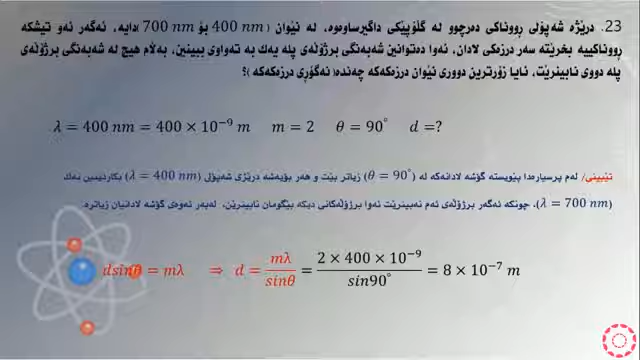 23. درێژە شەپۆلی ڕووناکی دەرچوو لە گڵۆپێکی داگیرساوەوە، لە نێوان (400 nm بۆ 700 nm) دایە، ئەگەر ئەو تیشکە
ڕووناکییە بخرێتە سەر درزەکی لادان، ئەوا دەتوانین شەبەنگی برژۆڵەی پلە یەک بە تەواوی ببینین، بەڵام هیچ لە شەبەنگی برژۆڵەی
پلە دووی نابینرێت، ئایا زۆرترین دووری نێوان درزەکەکە چەندە( نەگۆڕی درزەکەکە )؟
λ = 400 nm = 400 × 10⁻⁹ m m = 2 θ = 90° d =?
تێبینی/ لەم پرسیارەدا پێویستە گۆشە لادانەکە لە (θ = 90°) زیاتر بێت و هەر بۆیەشە درێژی شەپۆلی (λ = 400 nm) بکاردێنین نەک
(λ = 700 nm)، چونکە ئەگەر برژۆڵەی ئەم نەبینرێت ئەوا برژۆڵەکانی دیکە بێگومان نابینرێن، لەبەر ئەوەی گۆشە لادانیان زیاترە.
dsinθ = mλ ⇒ d = mλ/sinθ = 2 × 400 × 10⁻⁹/sin90° = 8 × 10⁻⁷ m